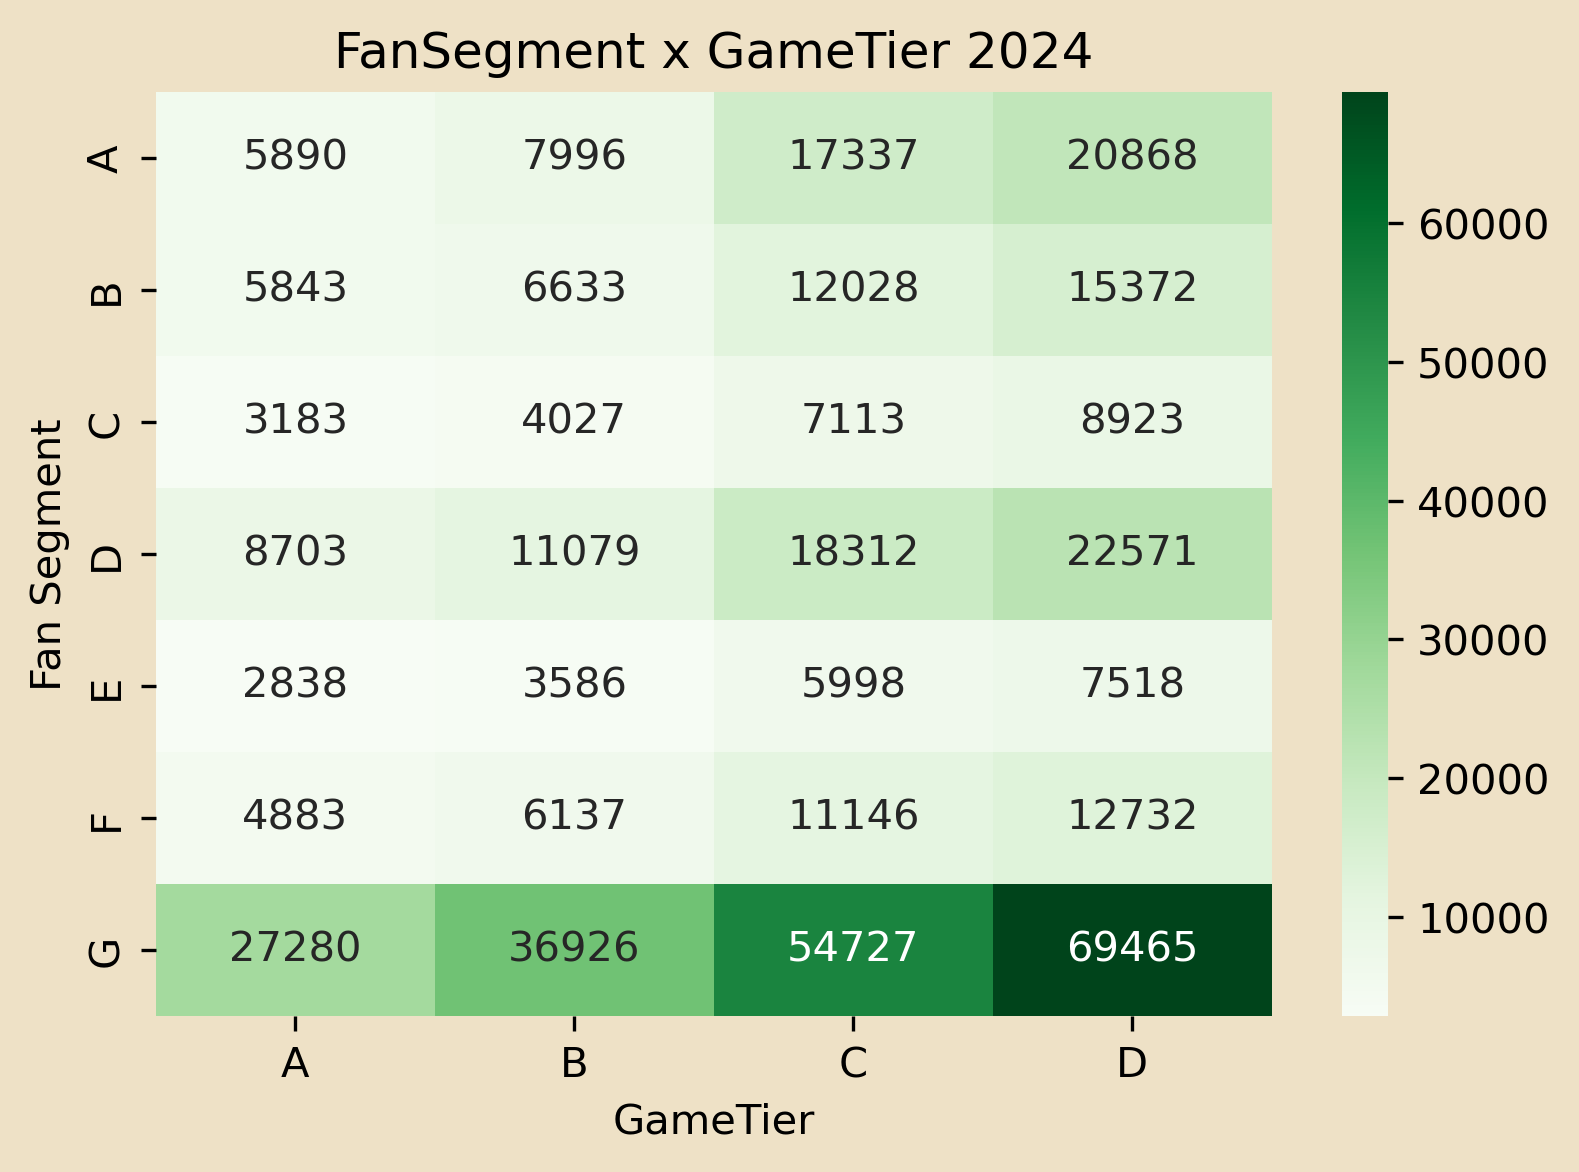 FanSegment x GameTier 2024
Fan Segment
A 5890 7996 17337 20868
B 5843 6633 12028 15372
C 3183 4027 7113 8923
D 8703 11079 18312 22571
E 2838 3586 5998 7518
F 4883 6137 11146 12732
G 27280 36926 54727 69465
A B C D
GameTier
60000
50000
40000
30000
20000
10000